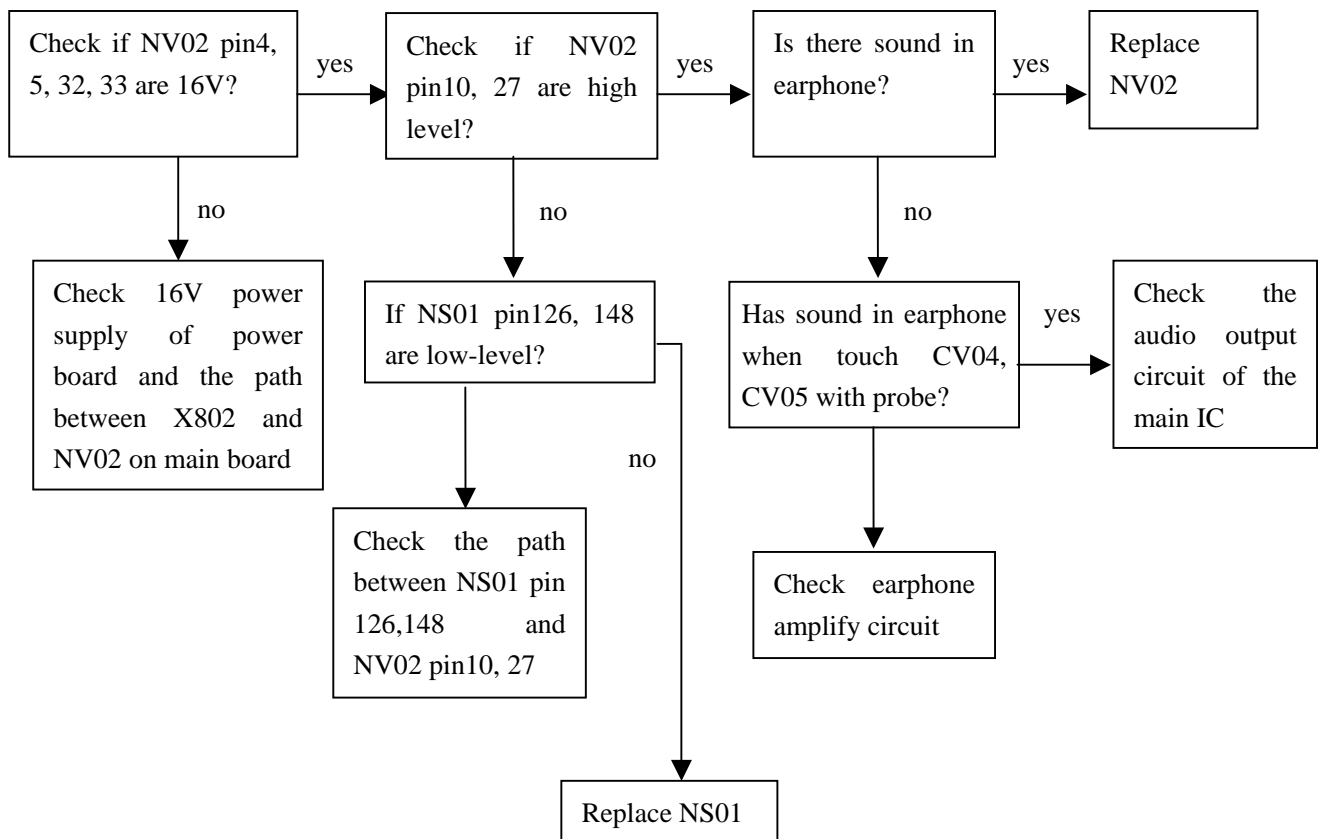 Check if NV02 pin4,
5, 32, 33 are 16V?
yes
Check if NV02
pin10, 27 are high
level?
yes
Is there sound in
earphone?
yes
Replace
NV02
no
no
no
Check 16V power
supply of power
board and the path
between X802 and
NV02 on main board
If NS01 pin126, 148
are low-level?
Has sound in earphone
when touch CV04,
CV05 with probe?
yes
Check the
audio output
circuit of the
main IC
no
Check the path
between NS01 pin
126,148 and
NV02 pin10, 27
Check earphone
amplify circuit
Replace NS01